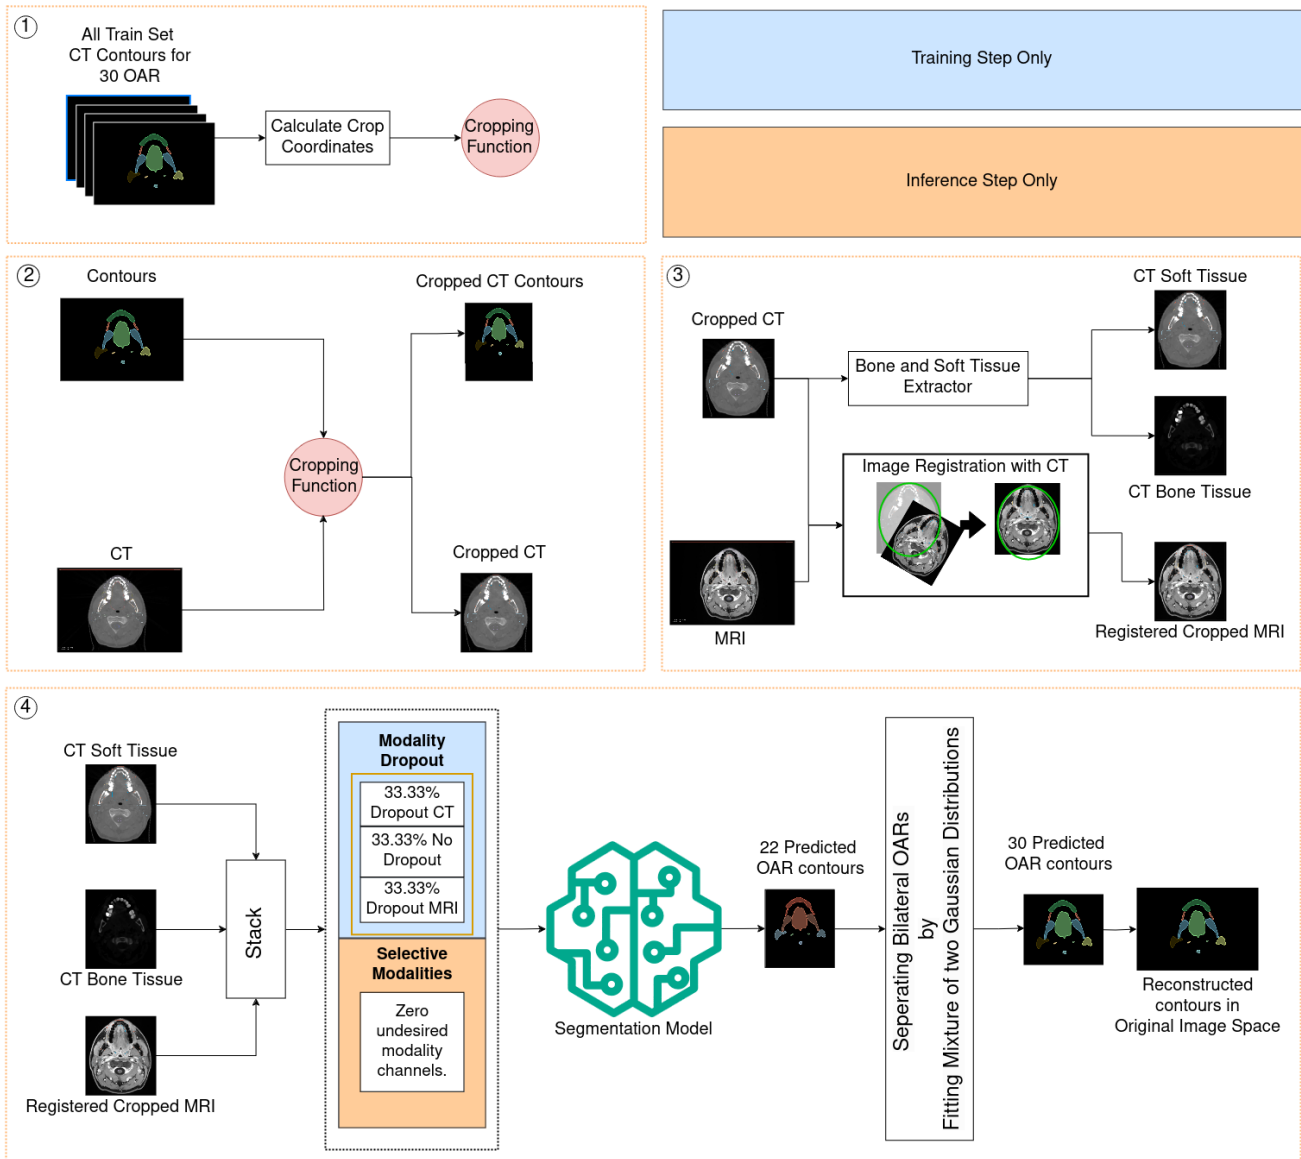 1
All Train Set
CT Contours for
30 OAR
Calculate Crop
Coordinates
Cropping
Function
Training Step Only
Inference Step Only
2
Contours
Cropped CT Contours
Cropping
Function
CT
Cropped CT
3
Cropped CT
Bone and Soft Tissue
Extractor
CT Soft Tissue
CT Bone Tissue
Image Registration with CT
MRI
Registered Cropped MRI
4
CT Soft Tissue
CT Bone Tissue
Registered Cropped MRI
Stack
Modality
Dropout
33.33%
Dropout CT
33.33% No
Dropout
33.33%
Dropout MRI
Selective
Modalities
Zero
undesired
modality
channels.
Segmentation Model
22 Predicted
OAR contours
Seperating Bilateral OARs
by
Fitting Mixture of two Gaussian Distributions
30 Predicted
OAR contours
Reconstructed
contours in
Original Image Space